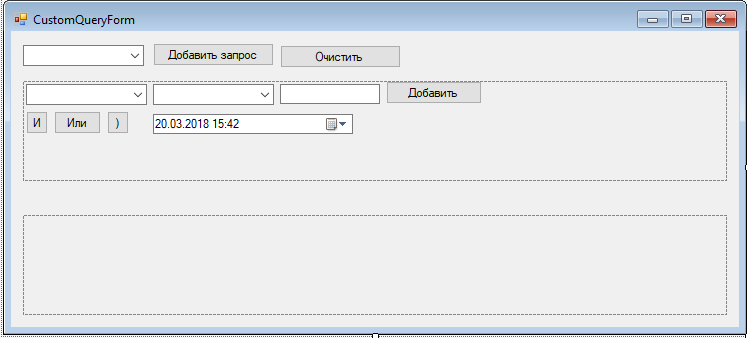 CustomQueryForm
Добавить запрос Очистить
Добавить
И Или ) 20.03.2018 15:42